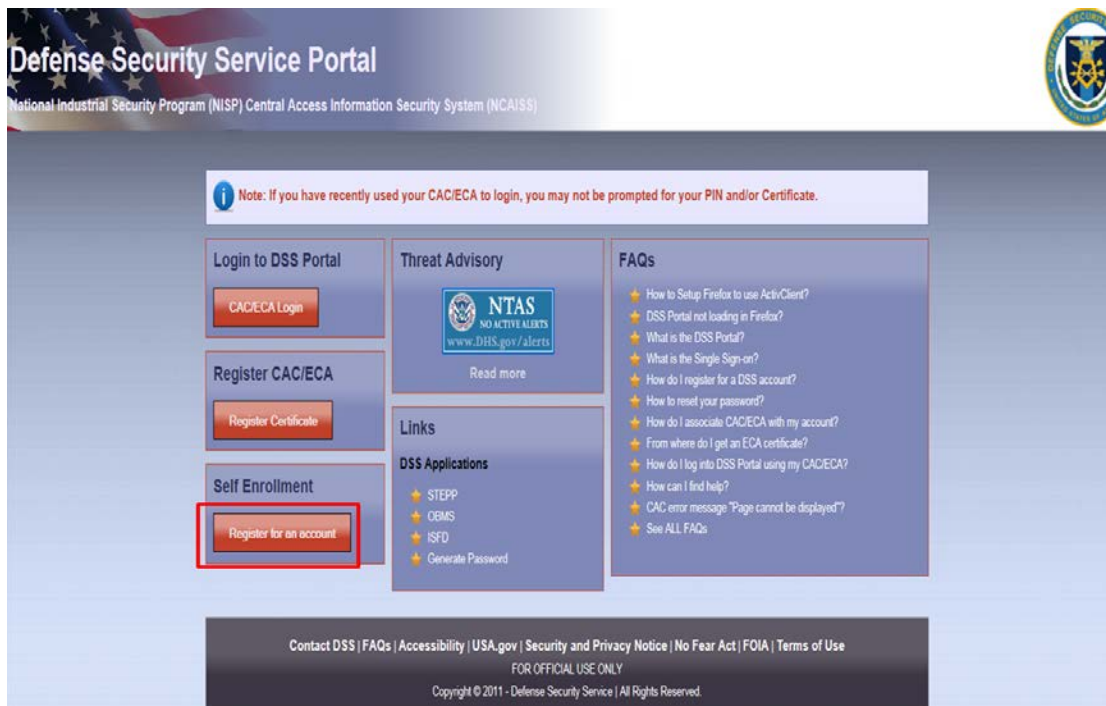 Defense Security Service Portal
National Industrial Security Program (NISP) Central Access Information Security System (NCAISS)
Note: If you have recently used your CAC/ECA to login, you may not be prompted for your PIN and/or Certificate.
Login to DSS Portal
CAC/ECA Login
Register CAC/ECA
Register Certificate
Self Enrollment
Register for an account
Threat Advisory
NTAS
NO ACTIVE ALERTS
www.DHS.gov/alerts
Read more
Links
DSS Applications
STEPP
OBMS
ISFD
Generate Password
FAQs
How to Setup Firefox to use ActivClient?
DSS Portal not loading in Firefox?
What is the DSS Portal?
What is the Single Sign-on?
How do I register for a DSS account?
How to reset your password?
How do I associate CAC/ECA with my account?
From where do I get an ECA certificate?
How do I log into DSS Portal using my CAC/ECA?
How can I find help?
CAC error message "Page cannot be displayed"?
See ALL FAQs
Contact DSS | FAQs | Accessibility | USA.gov | Security and Privacy Notice | No Fear Act | FOIA | Terms of Use
FOR OFFICIAL USE ONLY
Copyright © 2011 - Defense Security Service | All Rights Reserved.